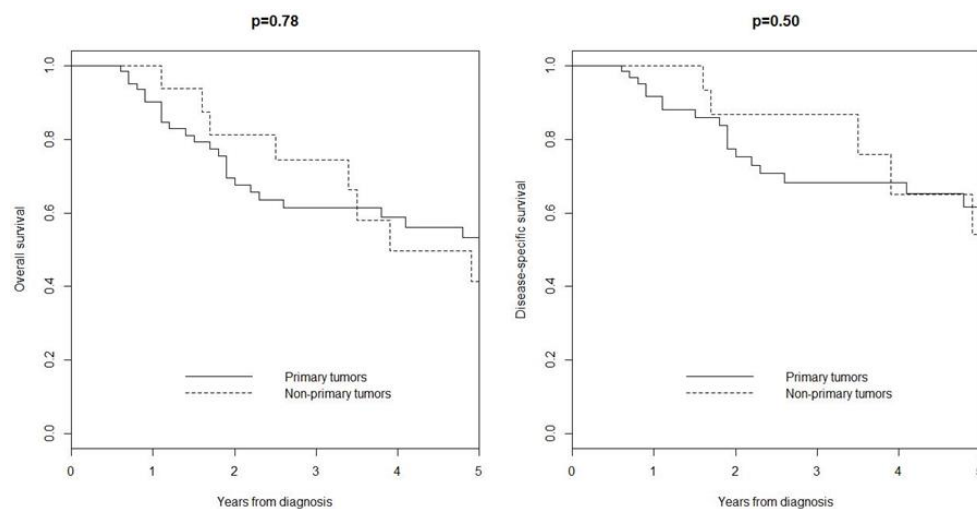 p=0.78
Overall survival
1.0
0.8
0.6
0.4
0.2
0.0
Primary tumors
Non-primary tumors
0 1 2 3 4 5
Years from diagnosis
p=0.50
Disease-specific survival
1.0
0.8
0.6
0.4
0.2
0.0
Primary tumors
Non-primary tumors
0 1 2 3 4
Years from diagnosis